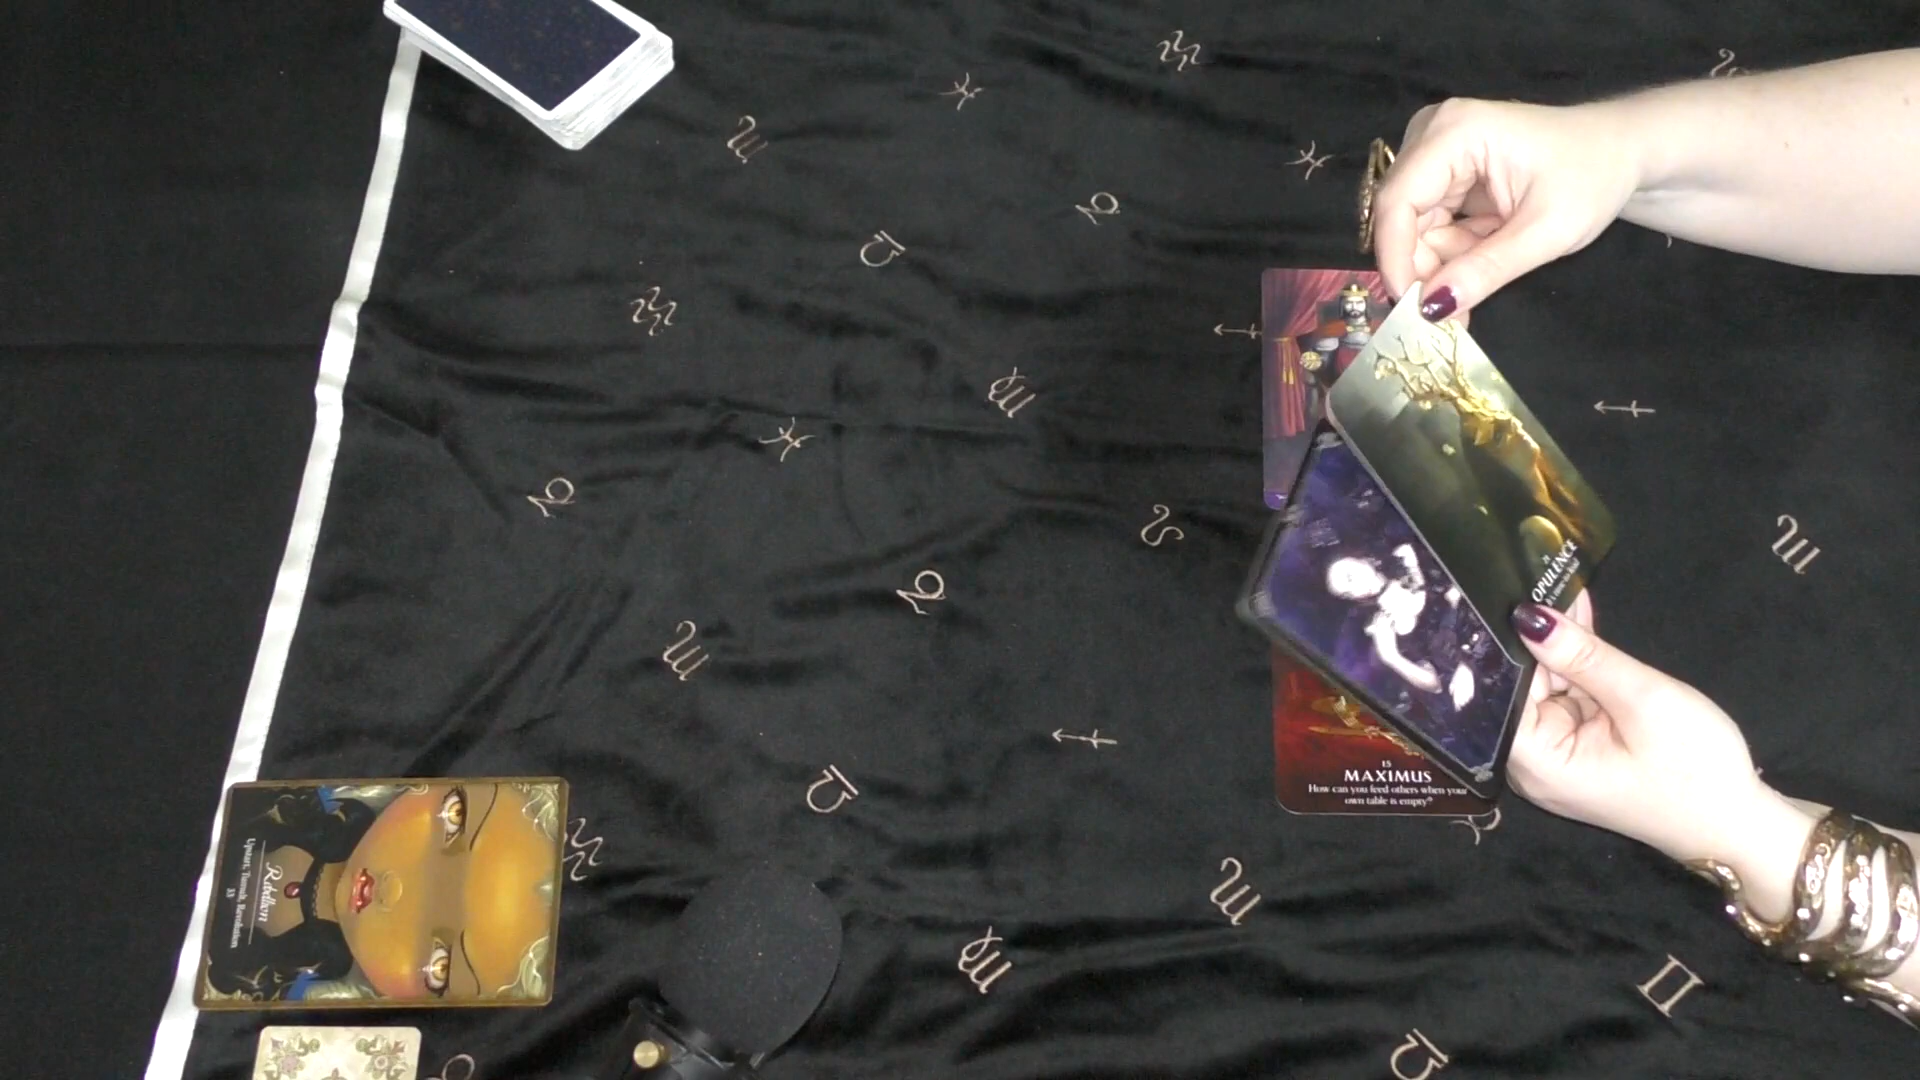 21
OPULENCE
15
MAXIMUS
How can you feed others when your
own table is empty?
Rebellion
Upstart, Tumult, Revolution
33